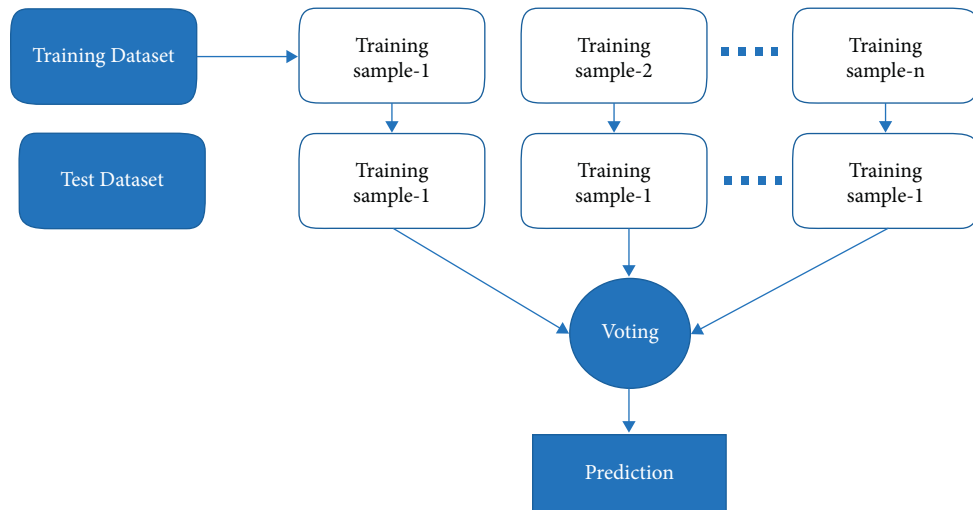 Training Dataset
Training
sample-1
Training
sample-2
Training
sample-n
Test Dataset
Training
sample-1
Training
sample-1
Training
sample-1
Voting
Prediction